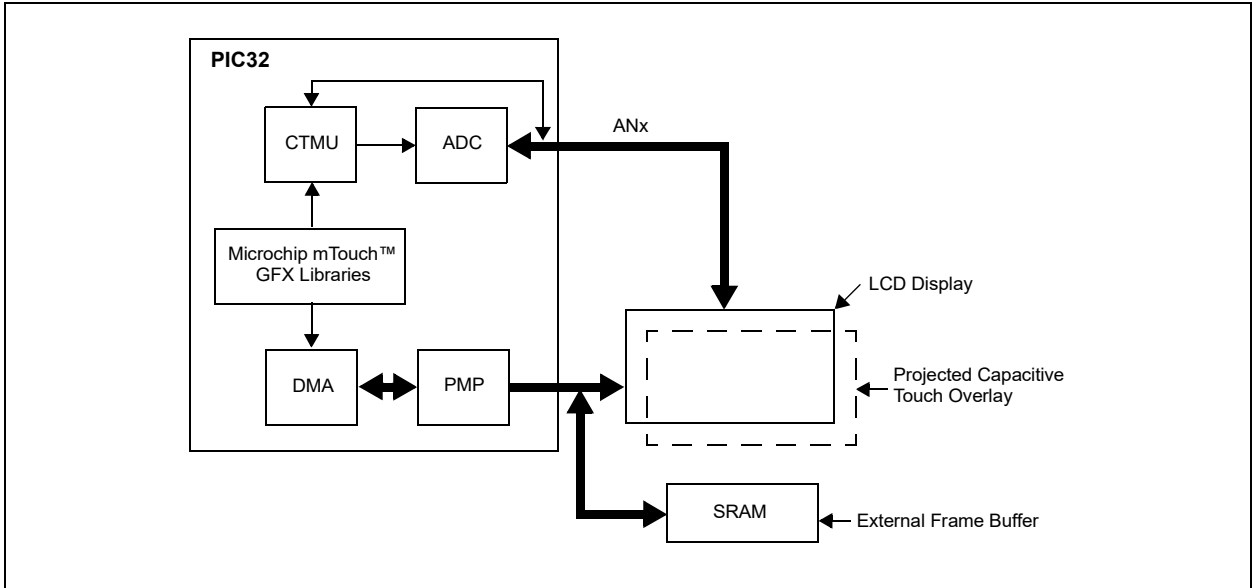 PIC32
CTMU
ADC
ANx
Microchip mTouch™
GFX Libraries
LCD Display
DMA
PMP
Projected Capacitive
Touch Overlay
SRAM
External Frame Buffer